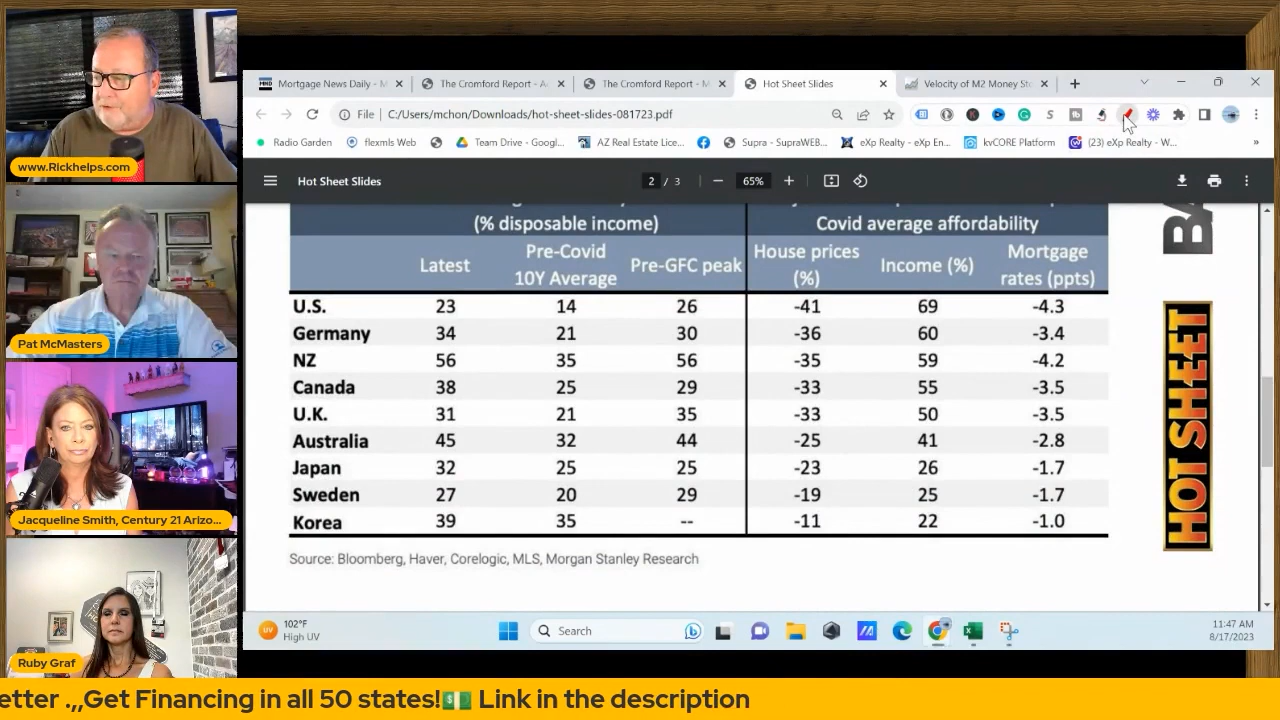 www.Rickhelps.com
Pat McMasters
Jacqueline Smith, Century 21 Arizo...
Ruby Graf
Mortgage News Daily - M
The Cromford Report - A
The Cromford Report - M
Hot Sheet Slides
Velocity of M2 Money Sto
File | C:/Users/mchon/Downloads/hot-sheet-slides-081723.pdf
Radio Garden
flexmls Web
Team Drive - Googl...
AZ Real Estate Lice...
Supra - SupraWEB...
eXp Realty - eXp En...
kvCORE Platform
(23) eXp Realty - W...
»
Hot Sheet Slides
2 / 3
65%
(% disposable income)
Covid average affordability
Latest
Pre-Covid
10Y Average
Pre-GFC peak
House prices
(%)
Income (%)
Mortgage
rates (ppts)
U.S. 23 14 26 -41 69 -4.3
Germany 34 21 30 -36 60 -3.4
NZ 56 35 56 -35 59 -4.2
Canada 38 25 29 -33 55 -3.5
U.K. 31 21 35 -33 50 -3.5
Australia 45 32 44 -25 41 -2.8
Japan 32 25 25 -23 26 -1.7
Sweden 27 20 29 -19 25 -1.7
Korea 39 35 -- -11 22 -1.0
Source: Bloomberg, Haver, Corelogic, MLS, Morgan Stanley Research
BA
HOT SHEET
102°F
High UV
Search
11:47 AM
8/17/2023
etter .,,Get Financing in all 50 states!💵 Link in the description